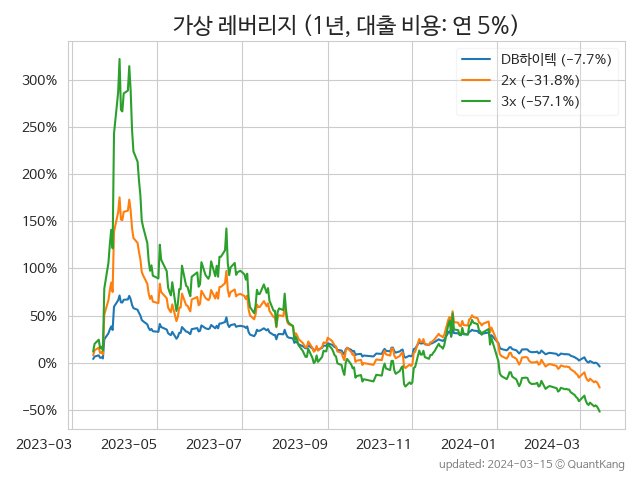 가상 레버리지 (1년, 대출 비용: 연 5%)
DB하이텍 (−7.7%)
2x (−31.8%)
3x (−57.1%)
300%
250%
200%
150%
100%
50%
0%
−50%
2023-03 2023-05 2023-07 2023-09 2023-11 2024-01 2024-03
updated: 2024-03-15 © QuantKang